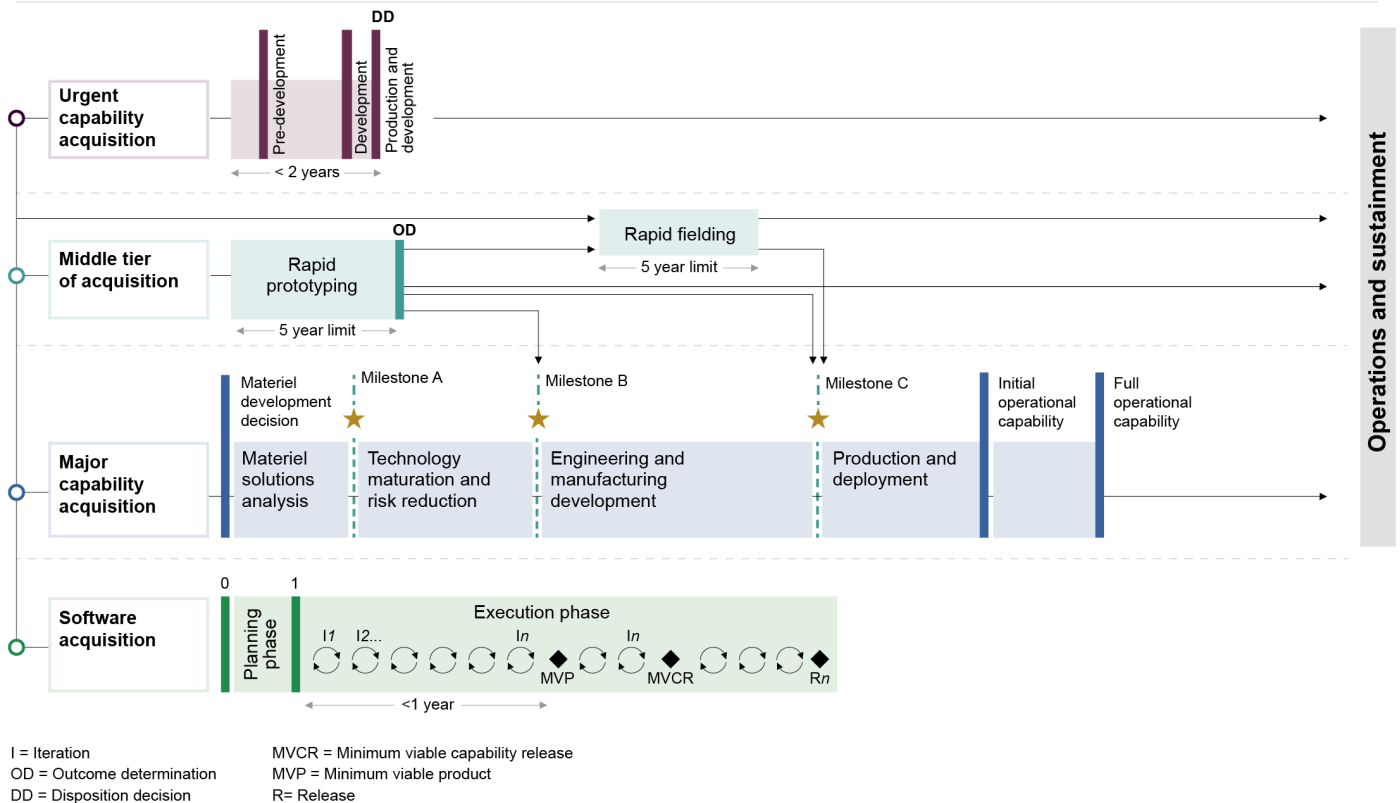 DD
Urgent
capability
acquisition
Pre-development
Development
Production and
development
< 2 years
OD
Middle tier
of acquisition
Rapid
prototyping
5 year limit
Rapid fielding
5 year limit
Materiel
development
decision
Milestone A
Milestone B
Milestone C
Initial
operational
capability
Full
operational
capability
Major
capability
acquisition
Materiel
solutions
analysis
Technology
maturation and
risk reduction
Engineering and
manufacturing
development
Production and
deployment
Operations and sustainment
0
1
Software
acquisition
Planning
phase
Execution phase
I1
I2...
In
In
MVP
MVCR
Rn
<1 year
I = Iteration
OD = Outcome determination
DD = Disposition decision
MVCR = Minimum viable capability release
MVP = Minimum viable product
R= Release